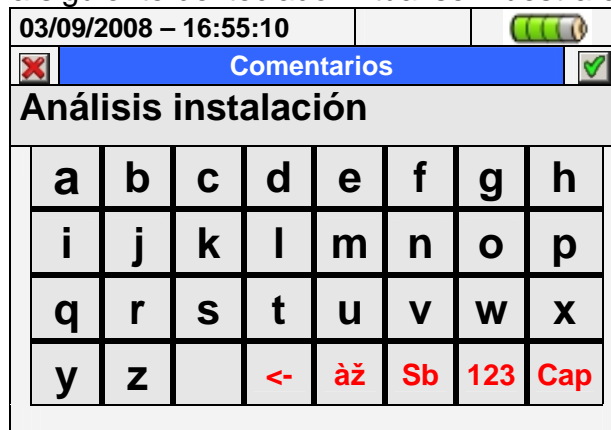 03/09/2008 – 16:55:10
Comentarios
Análisis instalación
a b c d e f g h
i j k l m n o p
q r s t u v w x
y z <- àž Sb 123 Cap